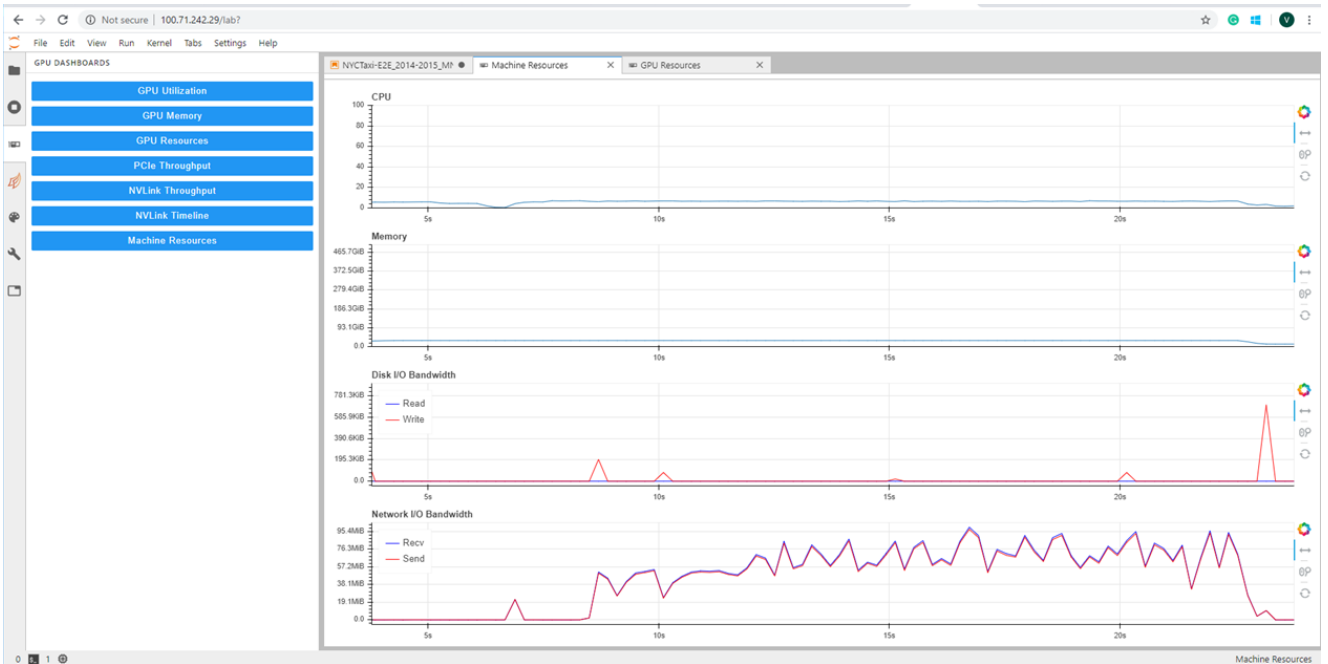 Not secure | 100.71.242.29/lab?
V
File Edit View Run Kernel Tabs Settings Help
GPU DASHBOARDS
GPU Utilization
GPU Memory
GPU Resources
PCIe Throughput
NVLink Throughput
NVLink Timeline
Machine Resources
NYCTaxi-E2E_2014-2015_MN Machine Resources GPU Resources
CPU
100
80
60
40
20
0
5s 10s 15s 20s
Memory
465.7GiB
372.5GiB
279.4GiB
186.3GiB
93.1GiB
0.0
5s 10s 15s 20s
Disk I/O Bandwidth
781.3KiB
585.9KiB
390.6KiB
195.3KiB
0.0
Read
Write
5s 10s 15s 20s
Network I/O Bandwidth
95.4MiB
76.3MiB
57.2MiB
38.1MiB
19.1MiB
0.0
Recv
Send
5s 10s 15s 20s
0 1 Machine Resources